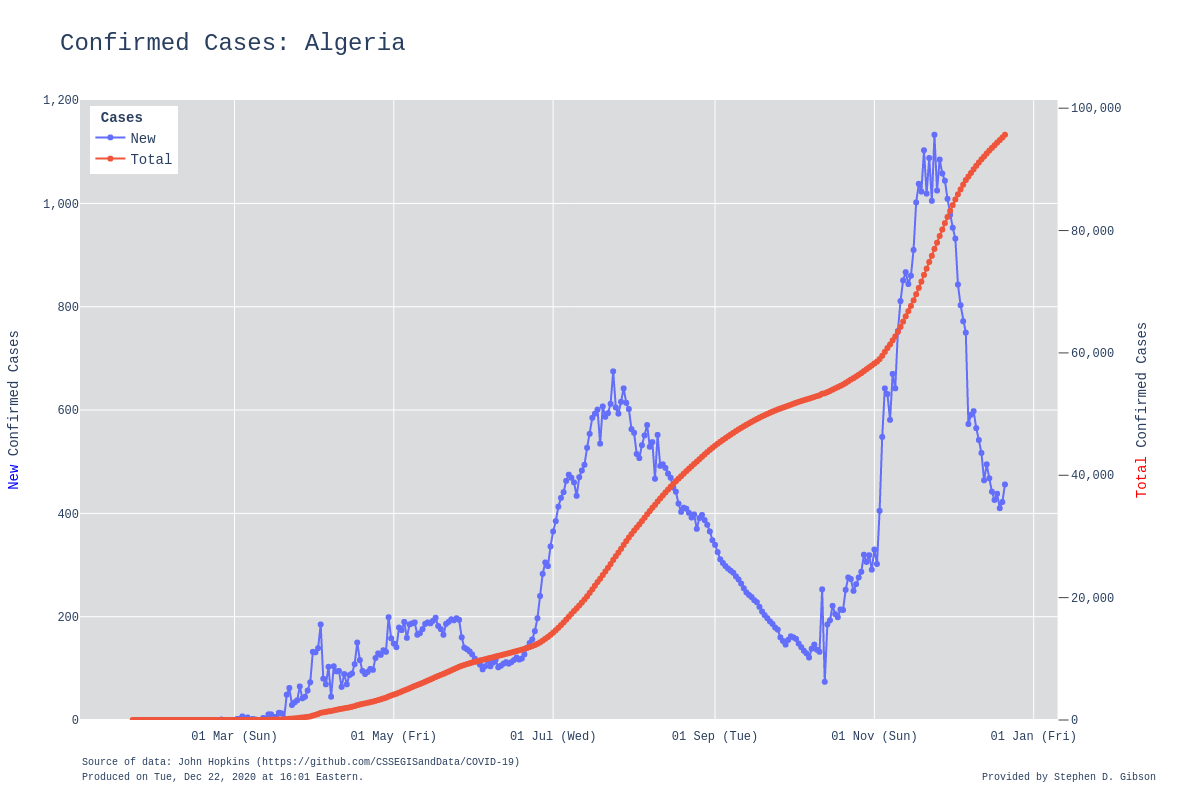 Confirmed Cases: Algeria
Cases
New
Total
1,200
1,000
800
600
400
200
0
100,000
80,000
60,000
40,000
20,000
0
New Confirmed Cases
Total Confirmed Cases
01 Mar (Sun)
01 May (Fri)
01 Jul (Wed)
01 Sep (Tue)
01 Nov (Sun)
01 Jan (Fri)
Source of data: John Hopkins (https://github.com/CSSEGISandData/COVID-19)
Produced on Tue, Dec 22, 2020 at 16:01 Eastern.
Provided by Stephen D. Gibson